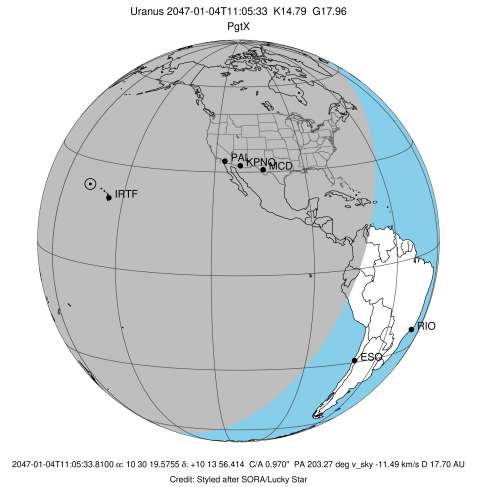 Uranus 2047-01-04T11:05:33 K14.79 G17.96
PgtX
PAL
KPNO
MCD
IRTF
RIO
ESO
2047-01-04T11:05:33.8100 α: 10 30 19.5755 δ: +10 13 56.414 C/A 0.970" PA 203.27 deg v_sky -11.49 km/s D 17.70 AU
Credit: Styled after SORA/Lucky Star